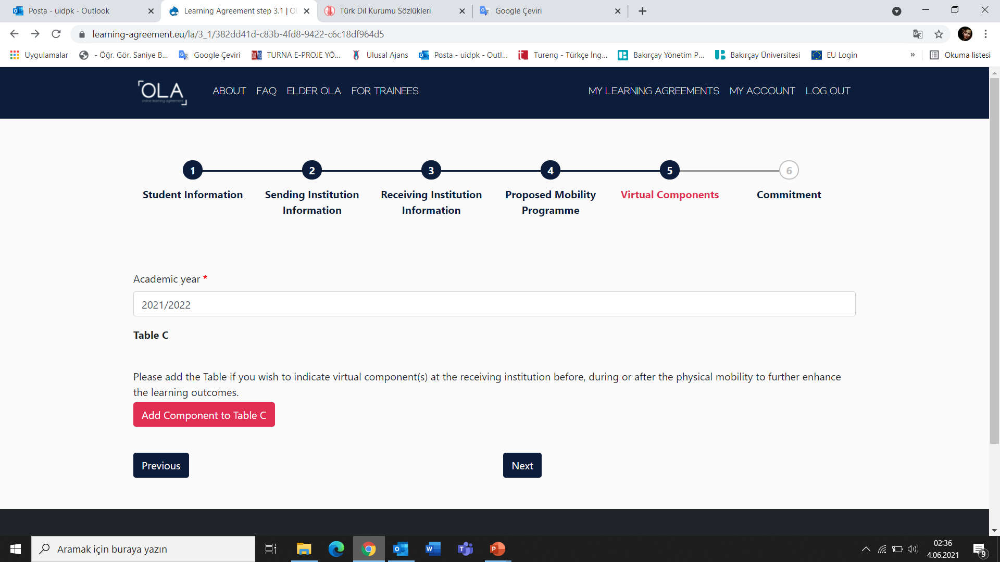 Posta - uidpk - Outlook
Learning Agreement step 3.1 | OL
Türk Dil Kurumu Sözlükleri
Google Çeviri
learning-agreement.eu/la/3_1/382dd41d-c83b-4fd8-9422-c6c18df964d5
Uygulamalar
- Öğr. Gör. Saniye B...
Google Çeviri
TURNA E-PROJE YÖ...
Ulusal Ajans
Posta - uidpk - Outl...
Tureng - Türkçe İng...
Bakırçay Yönetim P...
Bakırçay Üniversitesi
EU Login
»
Okuma listesi
OLA
online learning agreement
ABOUT
FAQ
ELDER OLA
FOR TRAINEES
MY LEARNING AGREEMENTS
MY ACCOUNT
LOG OUT
1
2
3
4
5
6
Student Information
Sending Institution
Information
Receiving Institution
Information
Proposed Mobility
Programme
Virtual Components
Commitment
Academic year *
2021/2022
Table C
Please add the Table if you wish to indicate virtual component(s) at the receiving institution before, during or after the physical mobility to further enhance
the learning outcomes.
Add Component to Table C
Previous
Next
Aramak için buraya yazın
02:36
4.06.2021
9